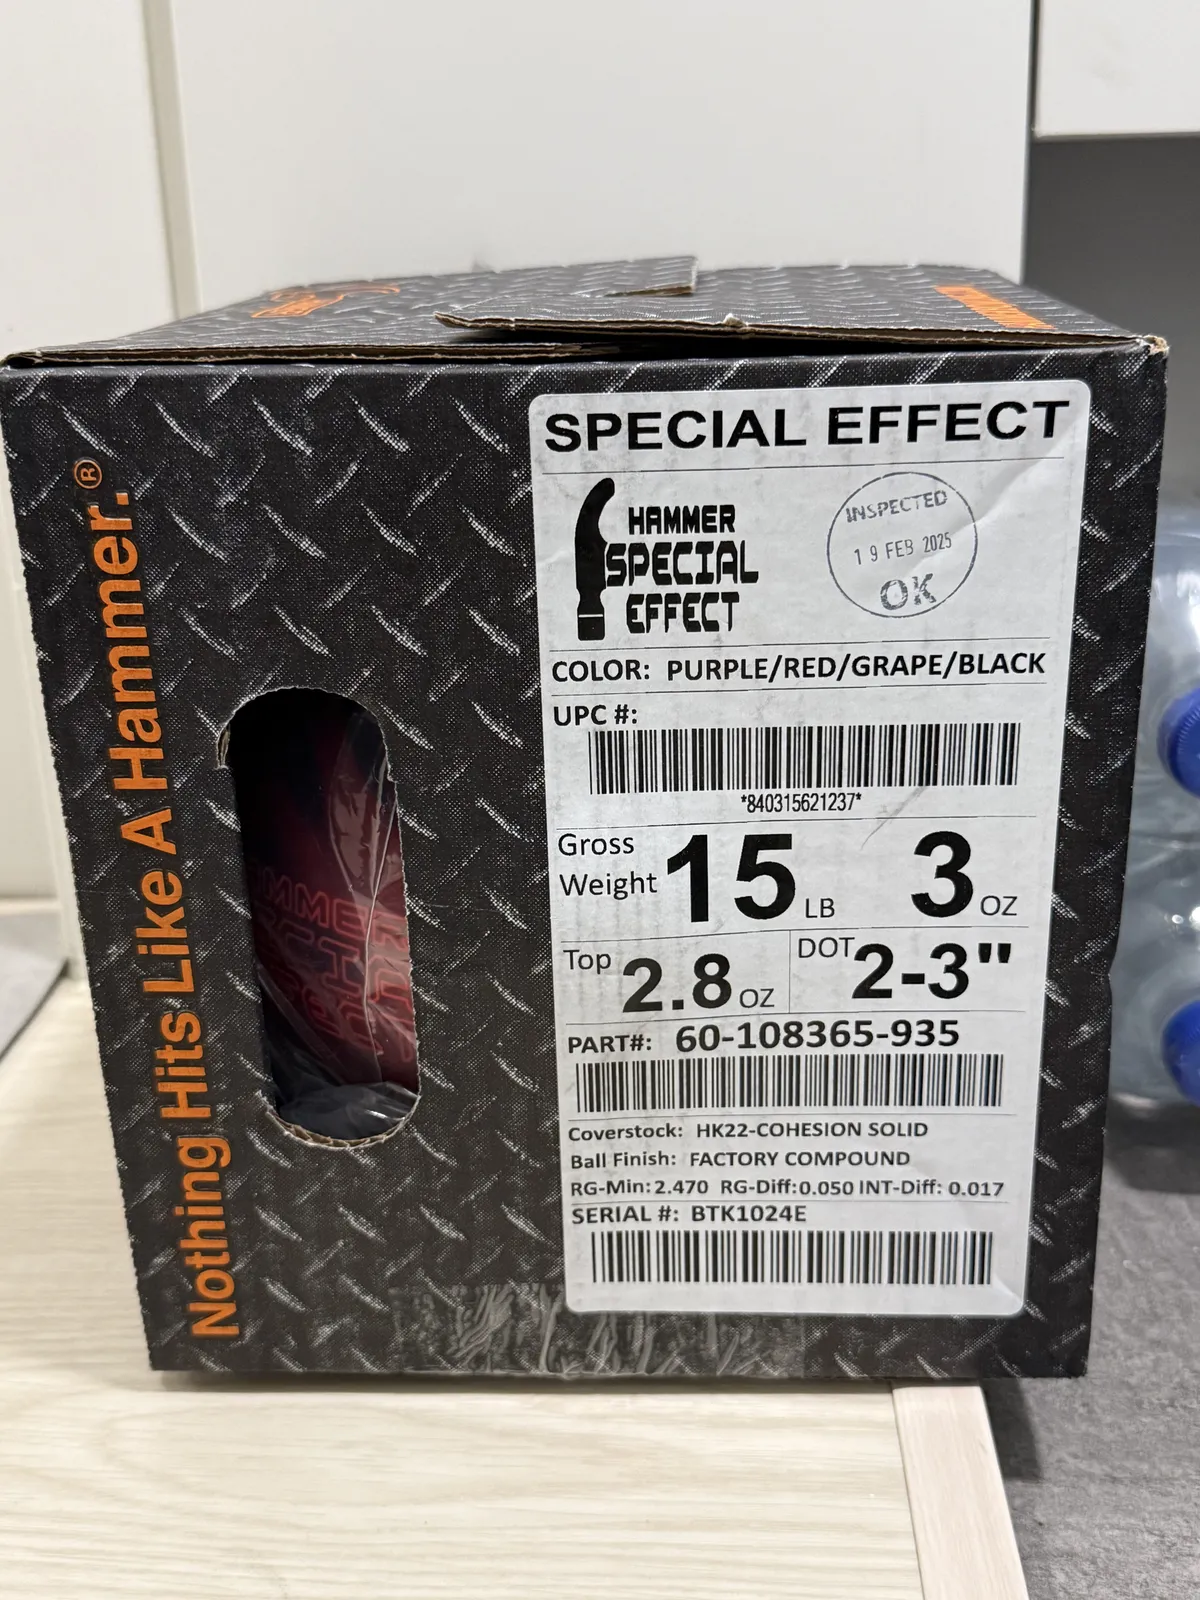 Nothing Hits Like A Hammer.®
SPECIAL EFFECT
HAMMER
SPECIAL
EFFECT
INSPECTED
19 FEB 2025
OK
COLOR: PURPLE/RED/GRAPE/BLACK
UPC #:
*840315621237*
Gross
Weight 15 LB 3 OZ
Top 2.8 OZ DOT 2-3"
PART#: 60-108365-935
Coverstock: HK22-COHESION SOLID
Ball Finish: FACTORY COMPOUND
RG-Min: 2.470 RG-Diff: 0.050 INT-Diff: 0.017
SERIAL #: BTK1024E